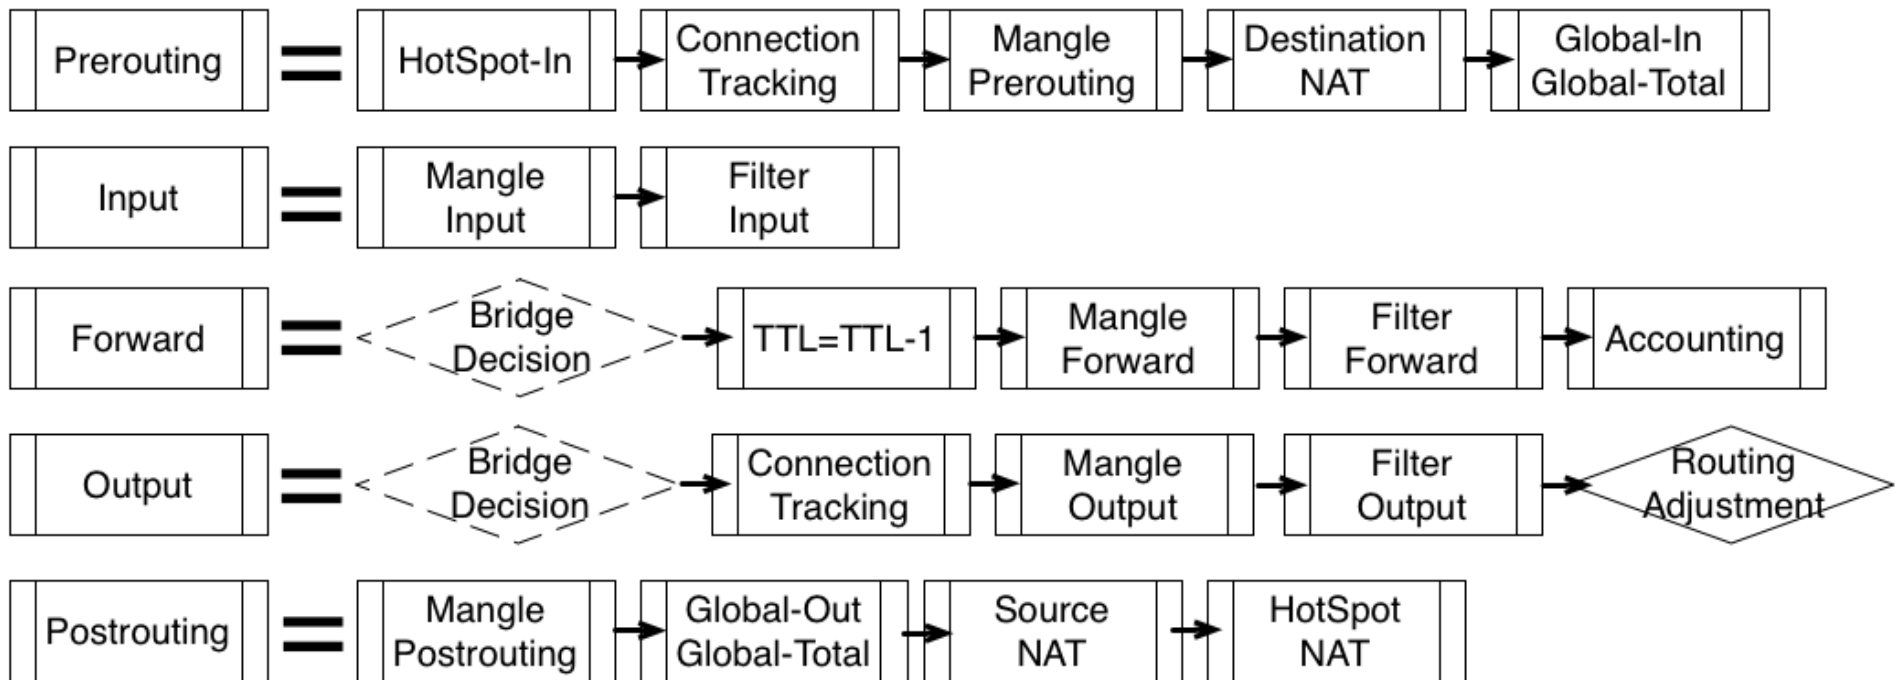 Prerouting
HotSpot-In
Connection
Tracking
Mangle
Prerouting
Destination
NAT
Global-In
Global-Total
Input
Mangle
Input
Filter
Input
Forward
Bridge
Decision
TTL=TTL-1
Mangle
Forward
Filter
Forward
Accounting
Output
Bridge
Decision
Connection
Tracking
Mangle
Output
Filter
Output
Routing
Adjustment
Postrouting
Mangle
Postrouting
Global-Out
Global-Total
Source
NAT
HotSpot
NAT